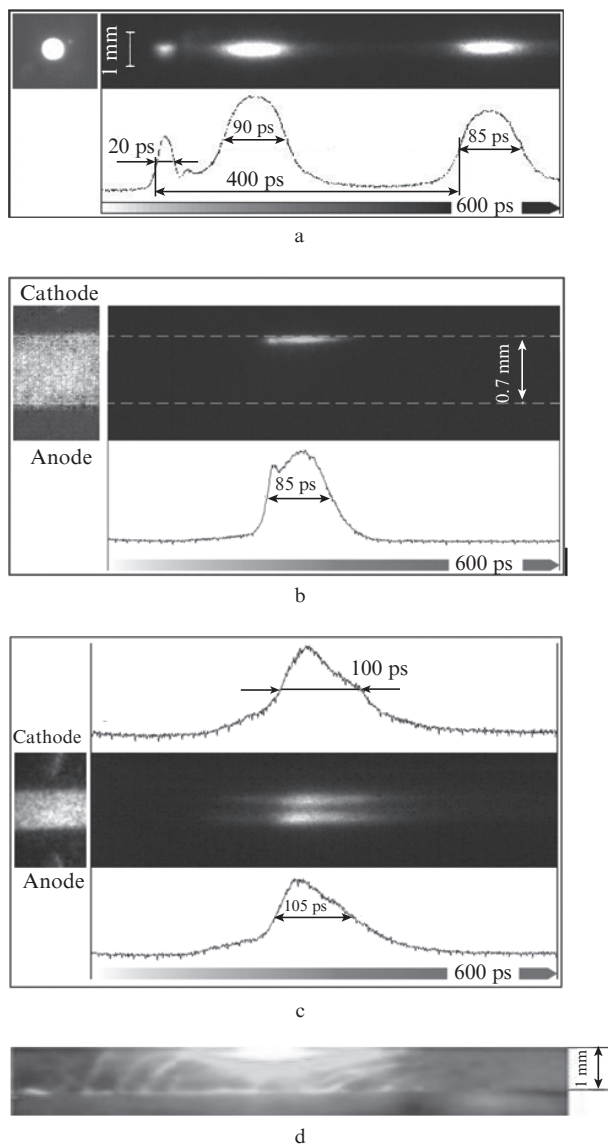 1 mm
90 ps
85 ps
20 ps
400 ps
600 ps
a
Cathode
0.7 mm
Anode
85 ps
600 ps
b
100 ps
Cathode
Anode
105 ps
600 ps
c
1 mm
d